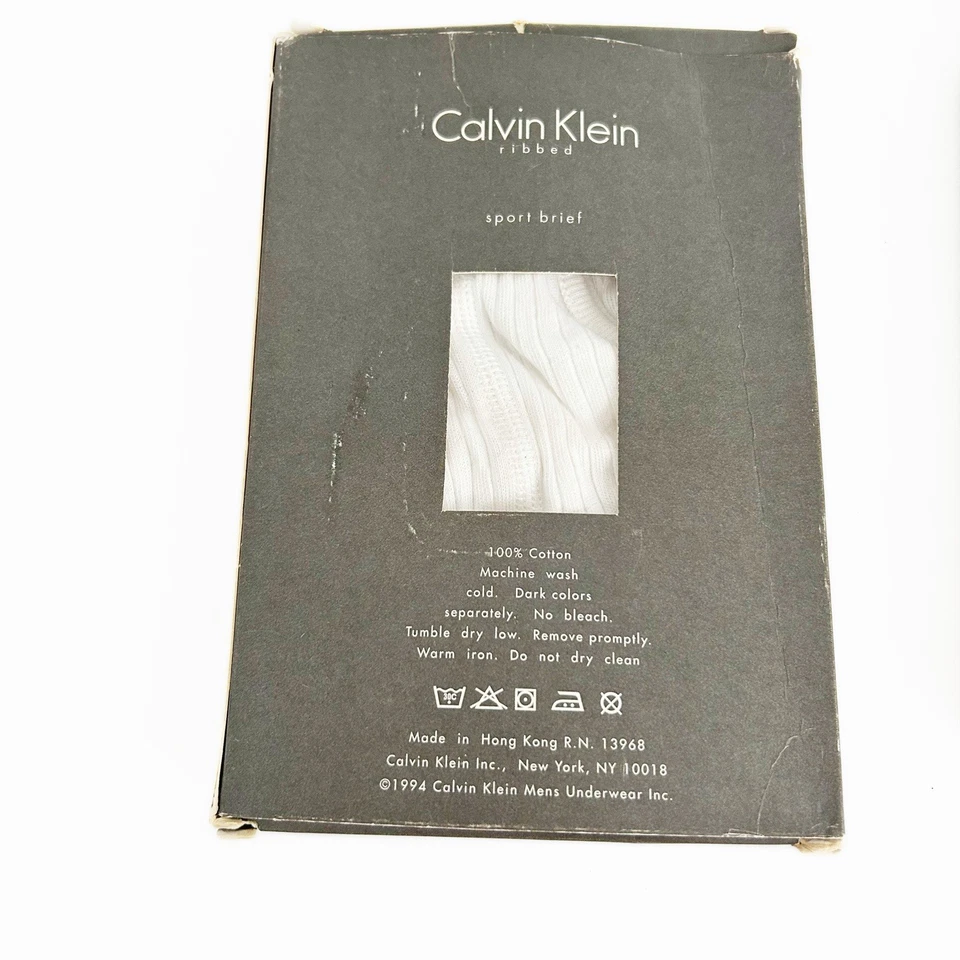 Calvin Klein
ribbed
sport brief
100% Cotton
Machine wash
cold. Dark colors
separately. No bleach.
Tumble dry low. Remove promptly.
Warm iron. Do not dry clean
30C
Made in Hong Kong R.N. 13968
Calvin Klein Inc., New York, NY 10018
©1994 Calvin Klein Mens Underwear Inc.